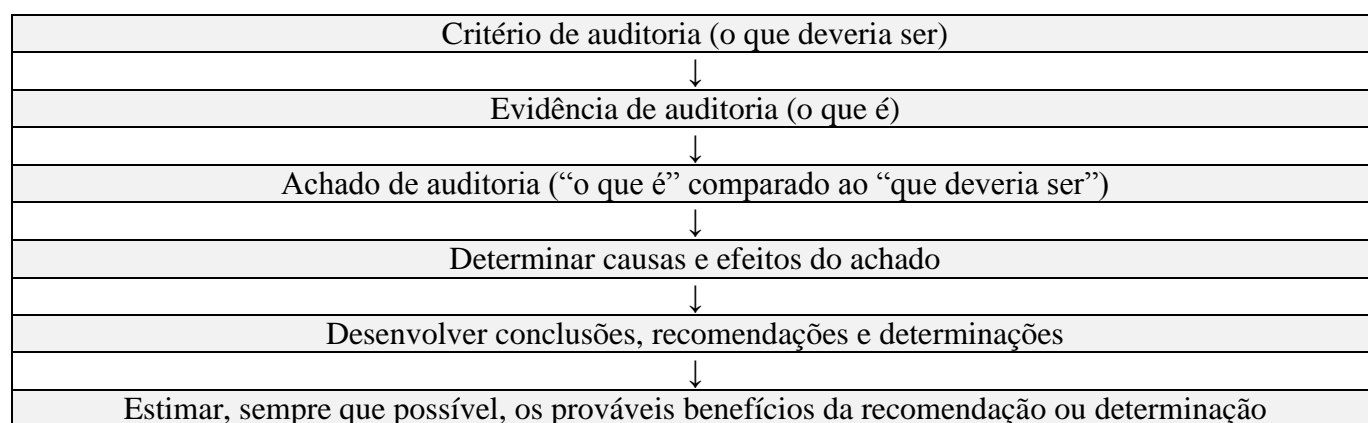 Critério de auditoria (o que deveria ser)
↓
Evidência de auditoria (o que é)
↓
Achado de auditoria (“o que é” comparado ao “que deveria ser”)
↓
Determinar causas e efeitos do achado
↓
Desenvolver conclusões, recomendações e determinações
↓
Estimar, sempre que possível, os prováveis benefícios da recomendação ou determinação